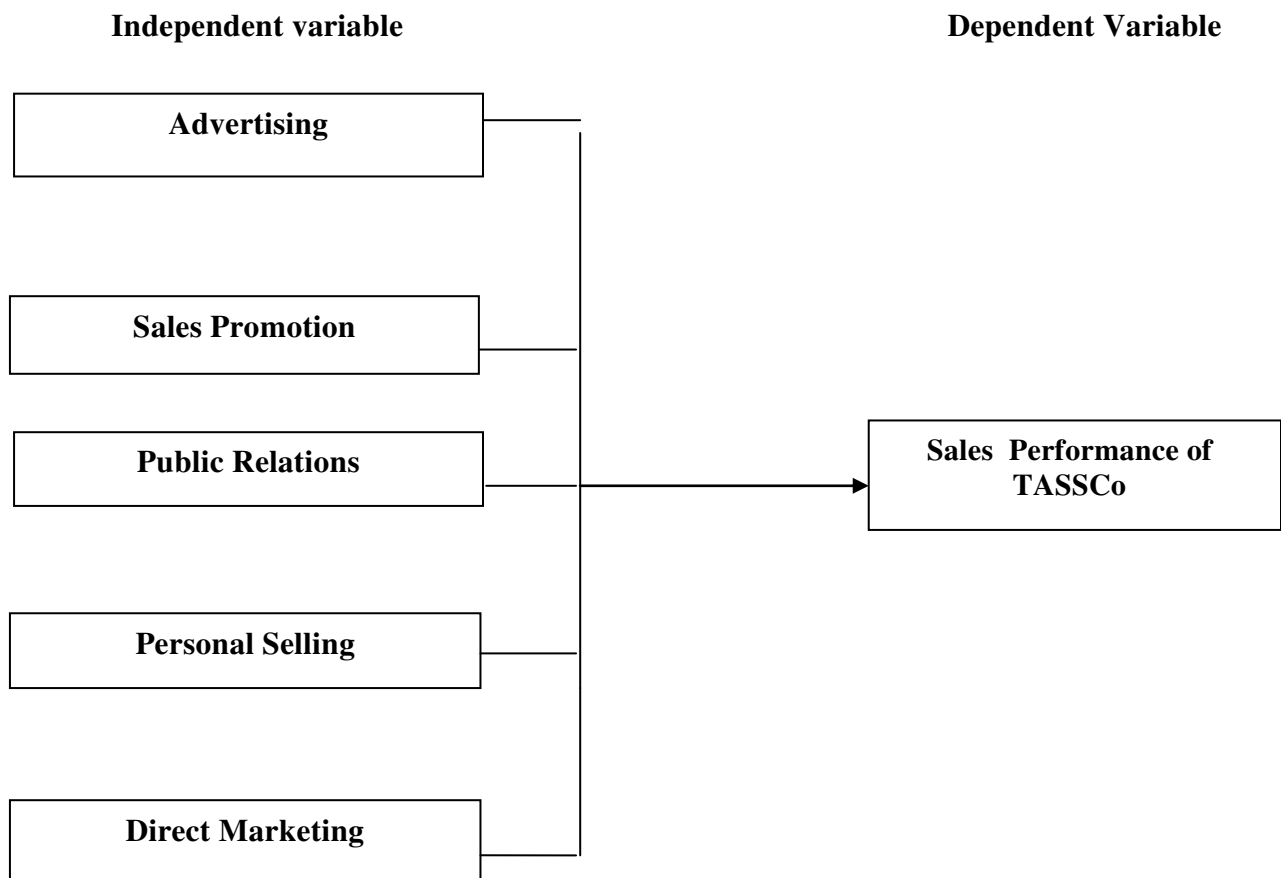 Independent variable
Dependent Variable
Advertising
Sales Promotion
Public Relations
Sales Performance of
TASSCo
Personal Selling
Direct Marketing